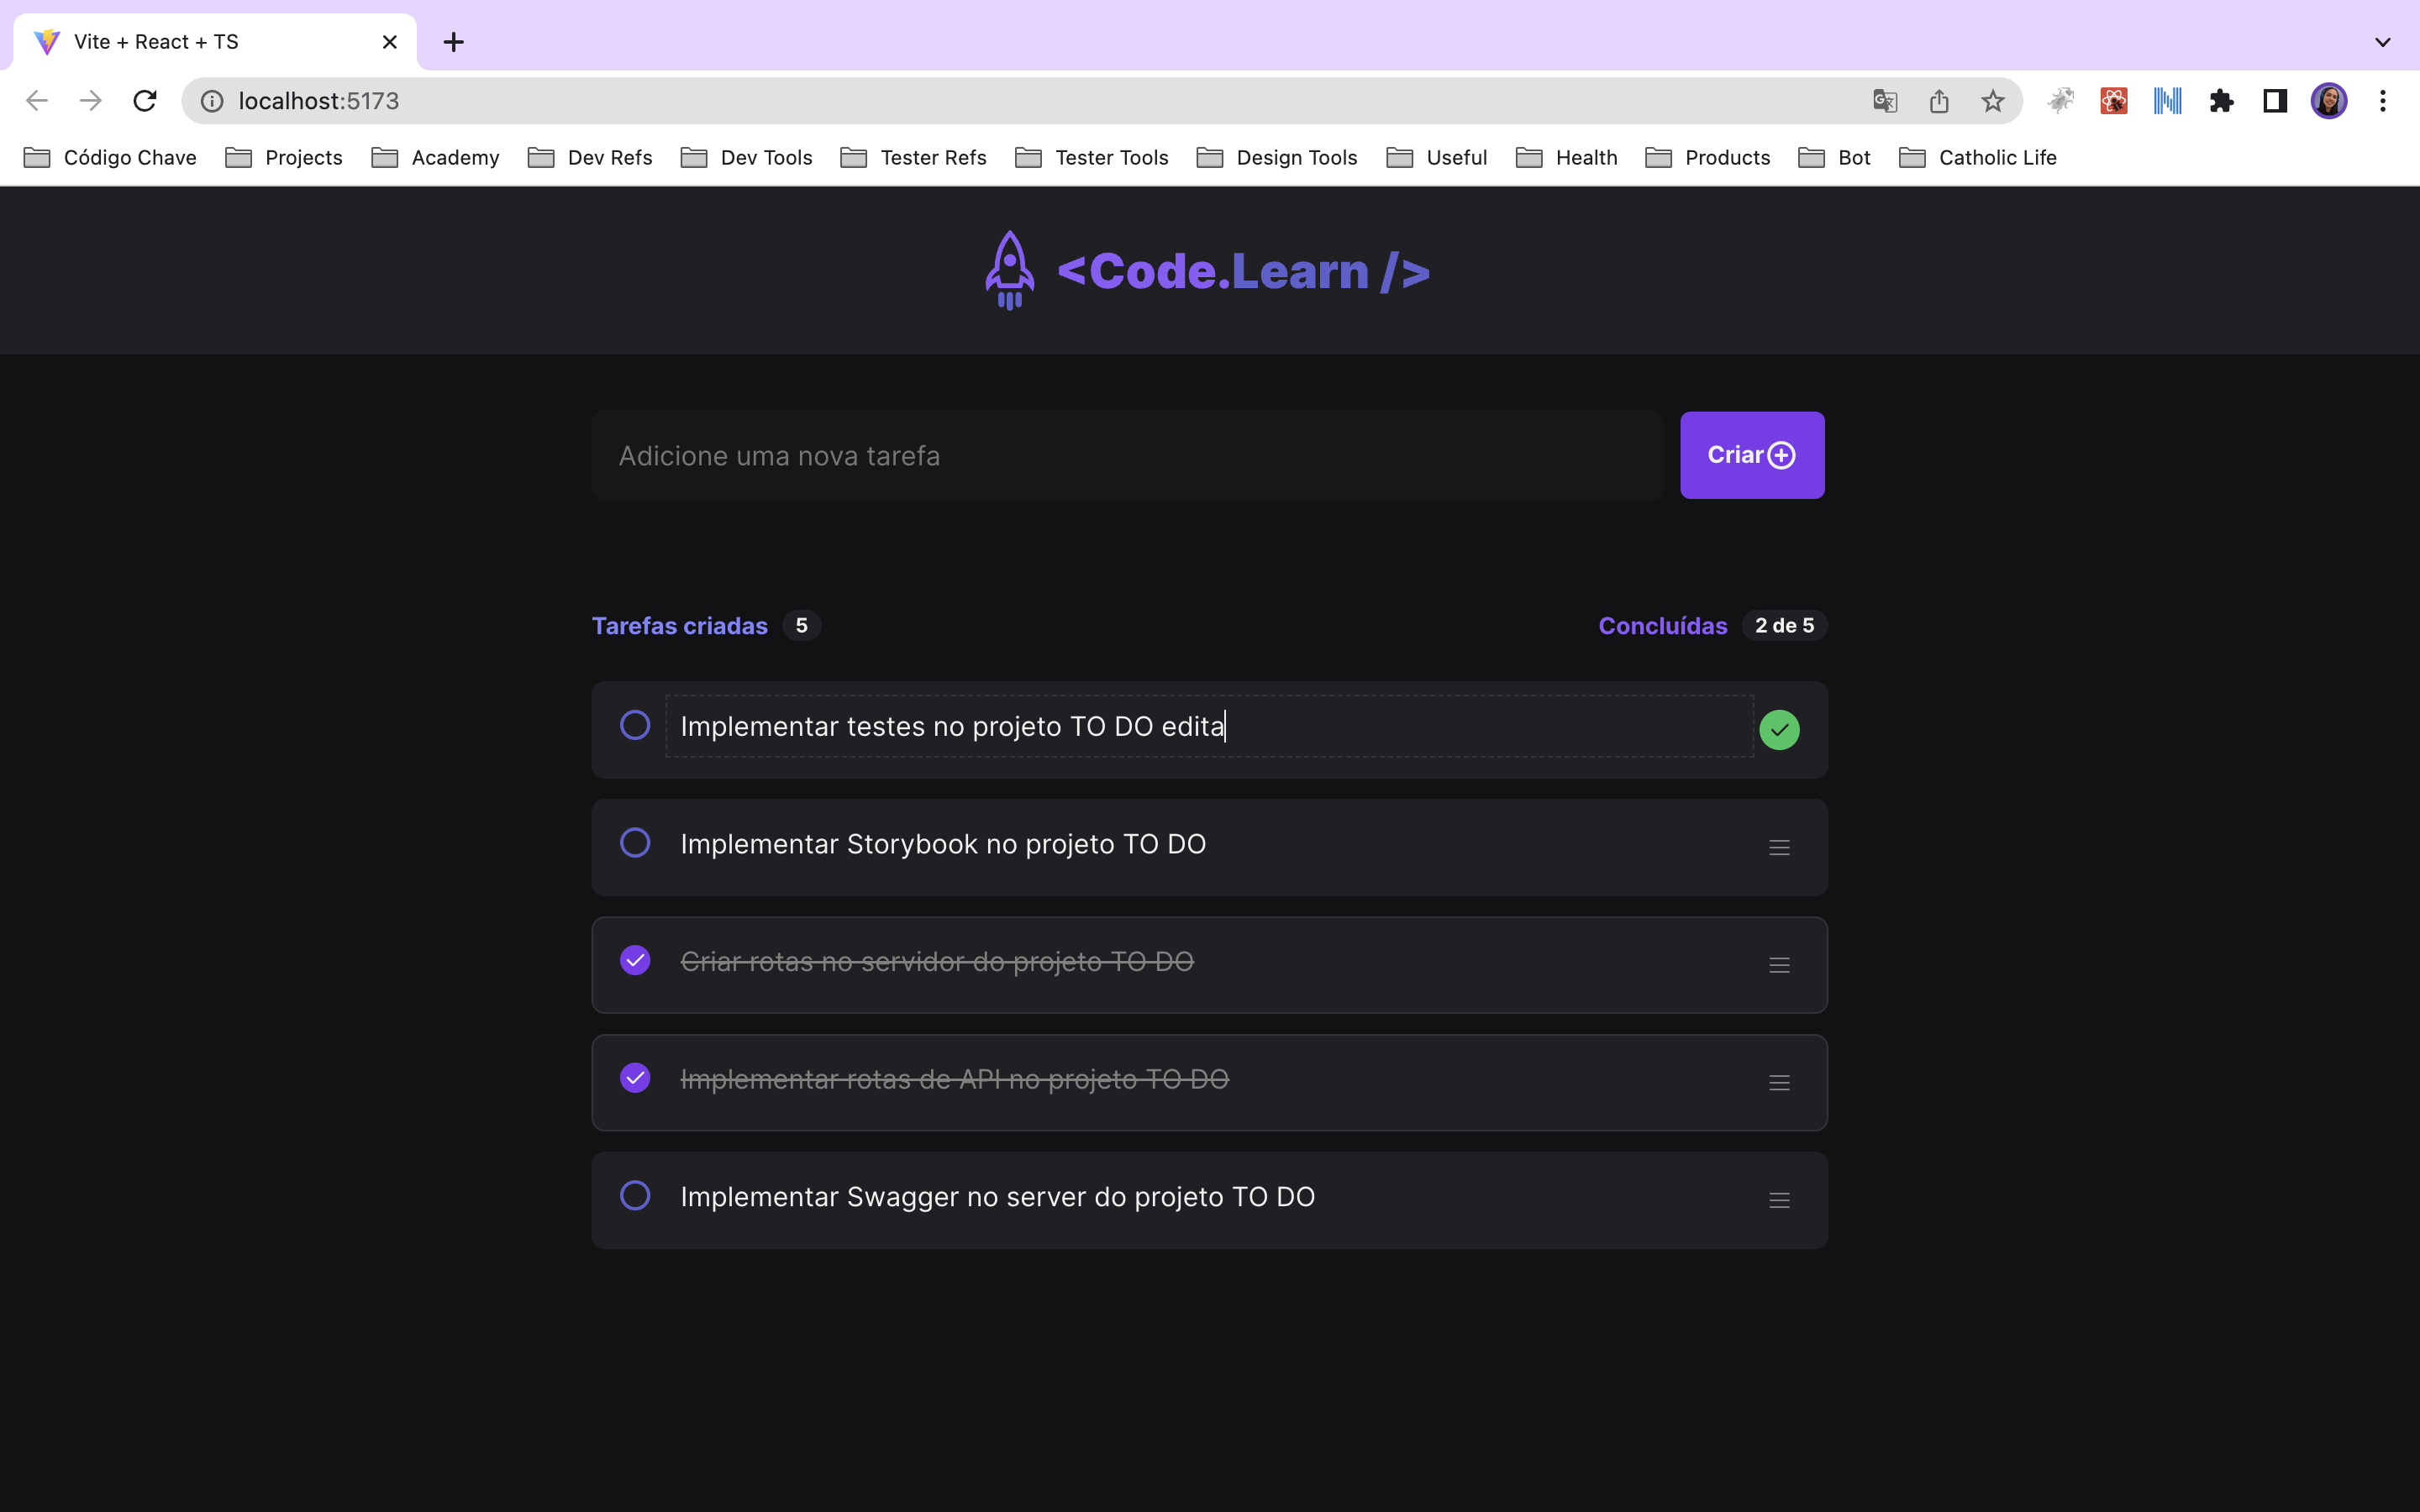 Vite + React + TS
localhost:5173
Código Chave Projects Academy Dev Refs Dev Tools Tester Refs Tester Tools Design Tools Useful Health Products Bot Catholic Life
<Code.Learn />
Adicione uma nova tarefa Criar
Tarefas criadas 5 Concluídas 2 de 5
Implementar testes no projeto TO DO edita
Implementar Storybook no projeto TO DO
Criar rotas no servidor do projeto TO DO
Implementar rotas de API no projeto TO DO
Implementar Swagger no server do projeto TO DO